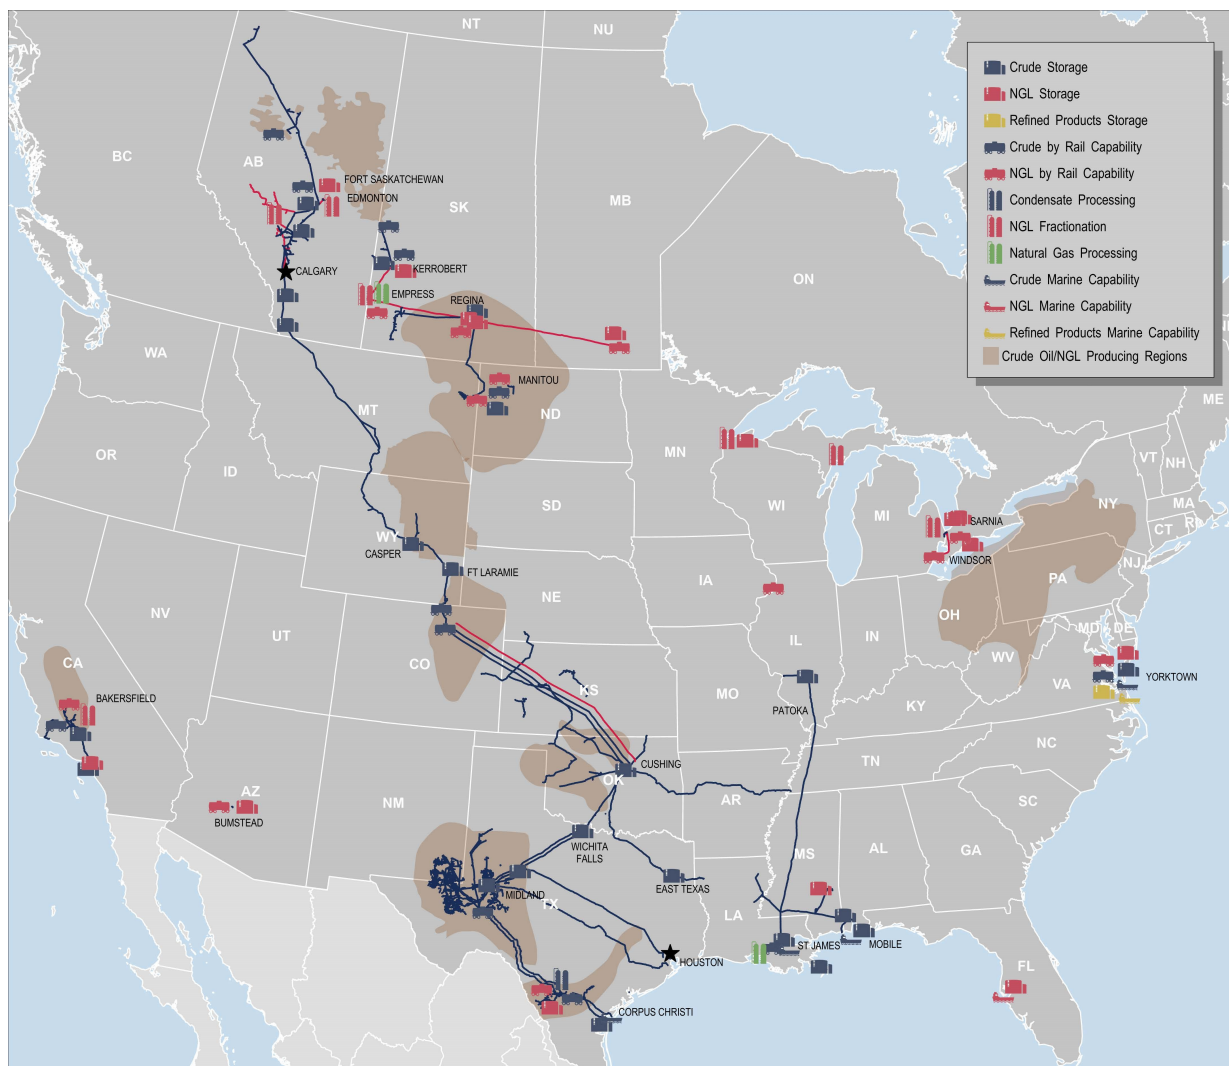 NT
NU
AK
BC
AB
SK
MB
ON
FORT SASKATCHEWAN
EDMONTON
CALGARY
KERROBERT
EMPRESS
REGINA
Crude Storage
NGL Storage
Refined Products Storage
Crude by Rail Capability
NGL by Rail Capability
Condensate Processing
NGL Fractionation
Natural Gas Processing
Crude Marine Capability
NGL Marine Capability
Refined Products Marine Capability
Crude Oil/NGL Producing Regions
WA
MT
MANITOU
ND
ME
OR
ID
MN
VT
NH
SD
WI
MI
NY
MA
CT
RI
SARNIA
WINDSOR
WY
CASPER
FT LARAMIE
NE
IA
PA
NJ
OH
NV
UT
CO
IL
IN
MD
DE
WV
VA
YORKTOWN
CA
BAKERSFIELD
KS
MO
KY
PATOKA
NC
TN
CUSHING
OK
AZ
BUMSTEAD
NM
AR
SC
WICHITA
FALLS
MS
AL
GA
EAST TEXAS
MIDLAND
TX
LA
ST JAMES
MOBILE
HOUSTON
FL
CORPUS CHRISTI